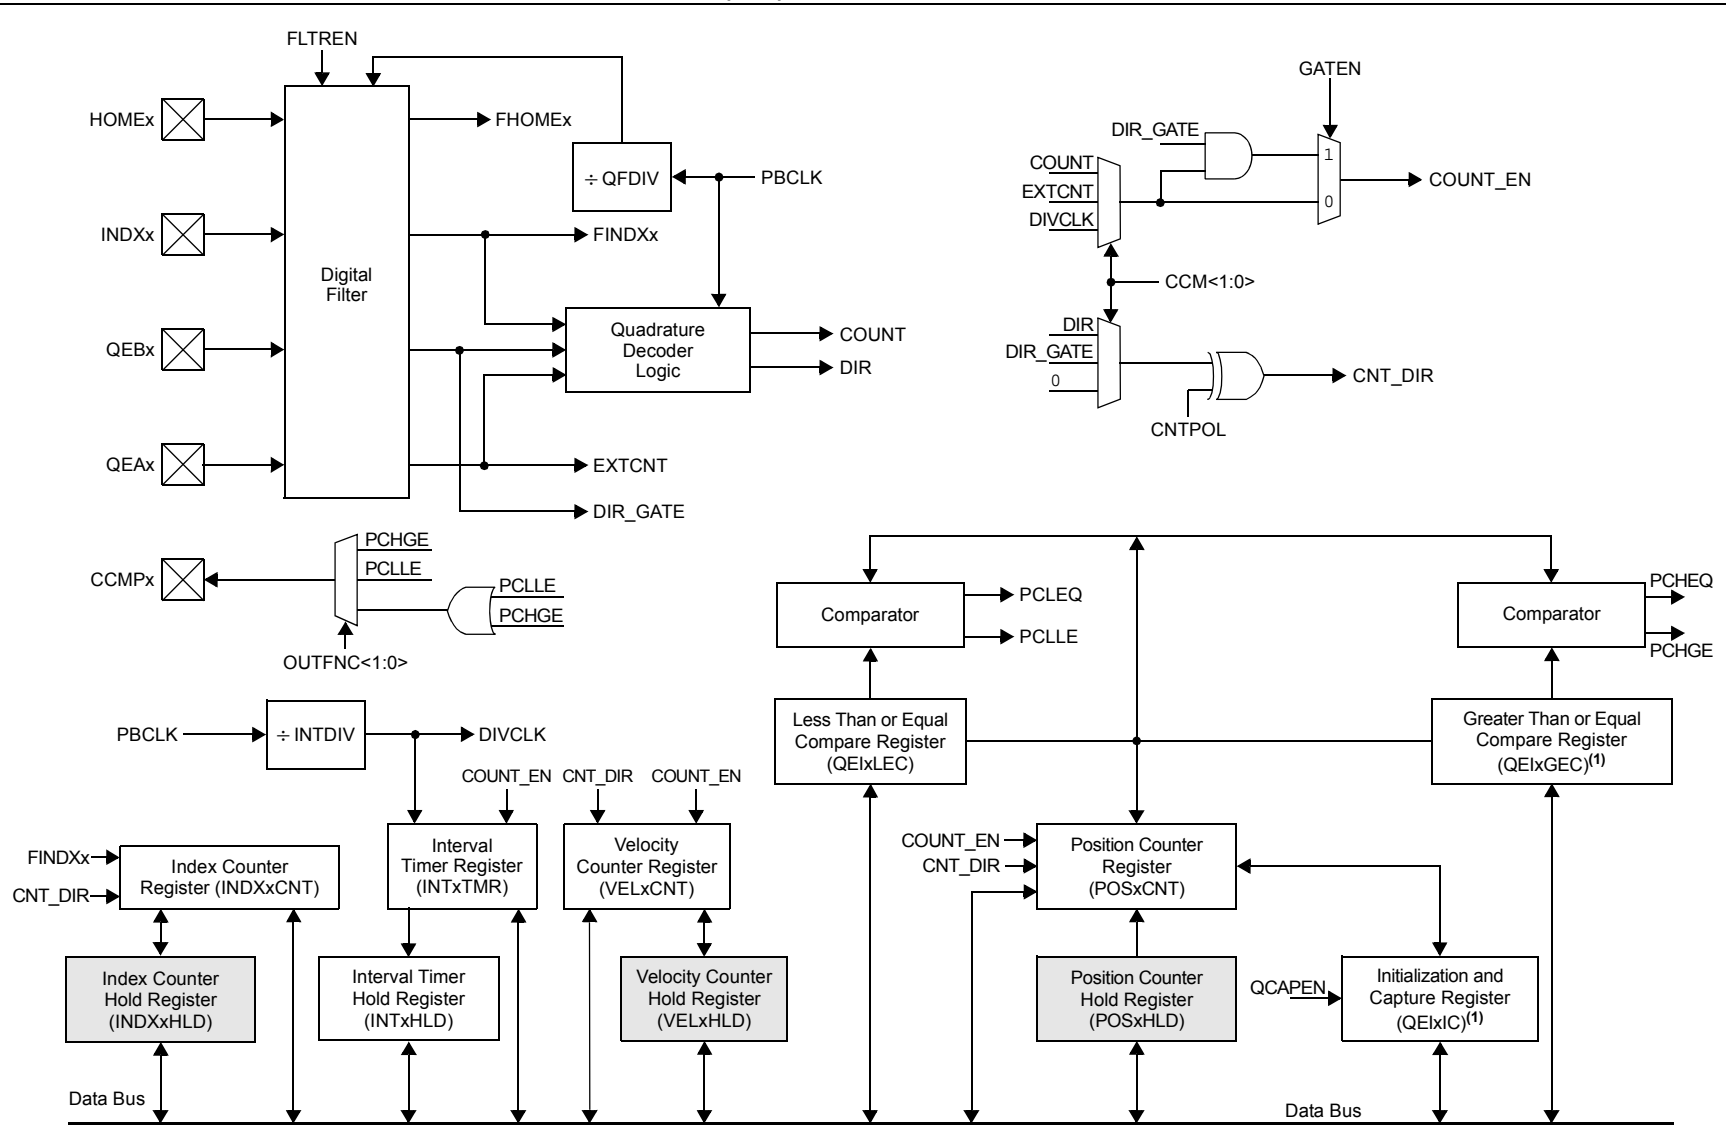 FLTREN
HOMEx
FHOMEx
÷ QFDIV
PBCLK
INDXx
FINDXx
Digital
Filter
QEBx
Quadrature
Decoder
Logic
COUNT
DIR
QEAx
EXTCNT
DIR_GATE
GATEN
DIR_GATE
COUNT
EXTCNT
DIVCLK
1
0
COUNT_EN
CCM<1:0>
DIR
DIR_GATE
0
CNT_DIR
CNTPOL
CCMPx
PCHGE
PCLLE
PCLLE
PCHGE
OUTFNC<1:0>
Comparator
PCLEQ
PCLLE
Comparator
PCHEQ
PCHGE
PBCLK
÷ INTDIV
DIVCLK
Less Than or Equal
Compare Register
(QEIxLEC)
Greater Than or Equal
Compare Register
(QEIxGEC)(1)
COUNT_EN
CNT_DIR
COUNT_EN
FINDXx
CNT_DIR
Index Counter
Register (INDXxCNT)
Interval
Timer Register
(INTxTMR)
Velocity
Counter Register
(VELxCNT)
COUNT_EN
CNT_DIR
Position Counter
Register
(POSxCNT)
Index Counter
Hold Register
(INDXxHLD)
Interval Timer
Hold Register
(INTxHLD)
Velocity Counter
Hold Register
(VELxHLD)
Position Counter
Hold Register
(POSxHLD)
QCAPEN
Initialization and
Capture Register
(QEIxIC)(1)
Data Bus
Data Bus